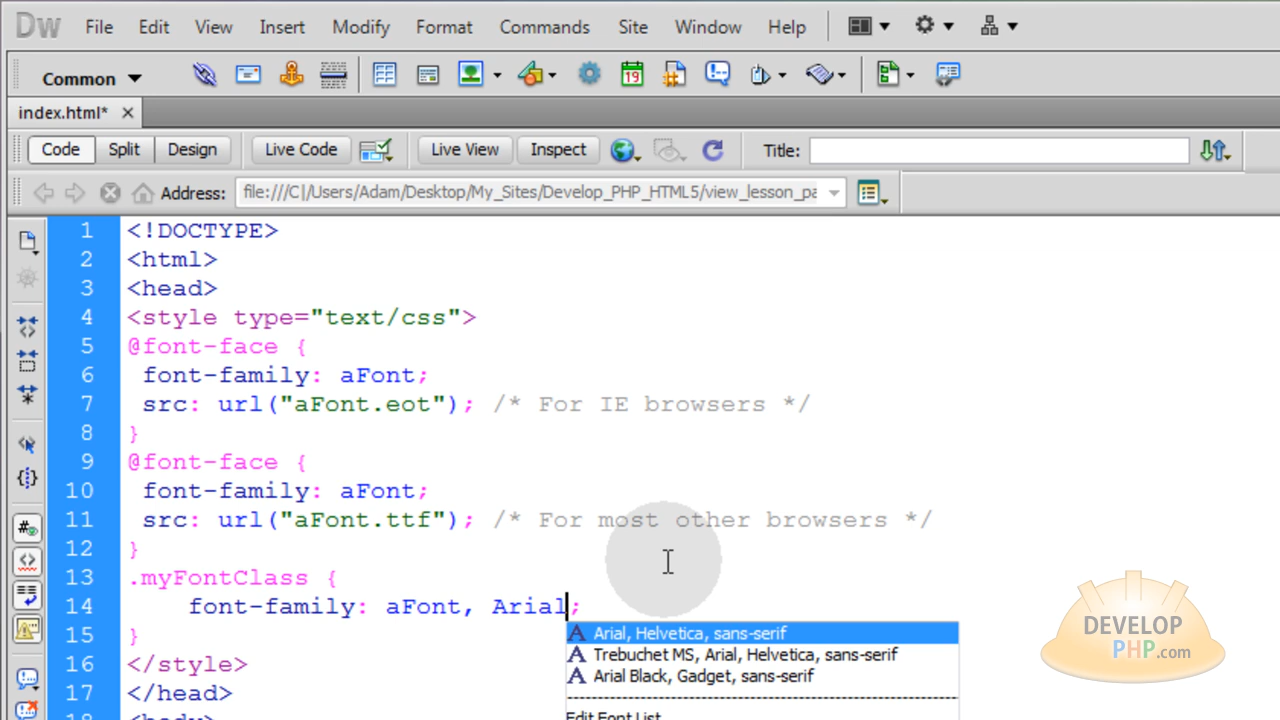 Dw File Edit View Insert Modify Format Commands Site Window Help
Common 19
index.html*
Code Split Design Live Code Live View Inspect Title:
Address: file:///C|/Users/Adam/Desktop/My_Sites/Develop_PHP_HTML5/view_lesson_pa
1 <!DOCTYPE>
2 <html>
3 <head>
4 <style type="text/css">
5 @font-face {
6 font-family: aFont;
7 src: url("aFont.eot"); /* For IE browsers */
8 }
9 @font-face {
10 font-family: aFont;
11 src: url("aFont.ttf"); /* For most other browsers */
12 }
13 .myFontClass {
14 font-family: aFont, Arial;
15 }
16 </style>
17 </head>
18 <body>
Arial, Helvetica, sans-serif
Trebuchet MS, Arial, Helvetica, sans-serif
Arial Black, Gadget, sans-serif
Edit Font List
DEVELOP
PHP.com